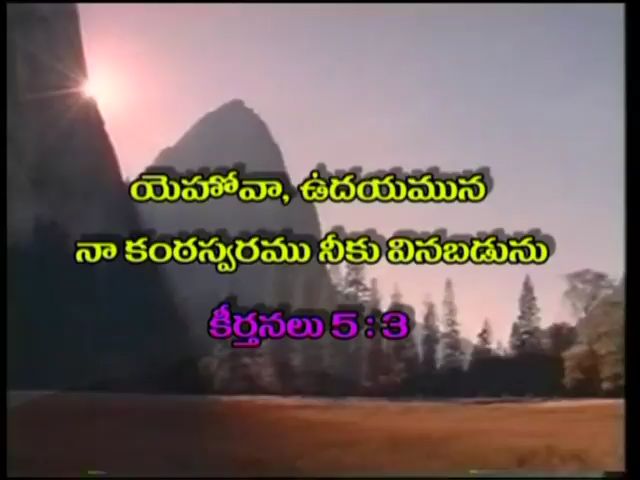 యెహోవా, ఉదయమున
నా కంఠస్వరము నీకు వినబడును
కీర్తనలు 5 : 3